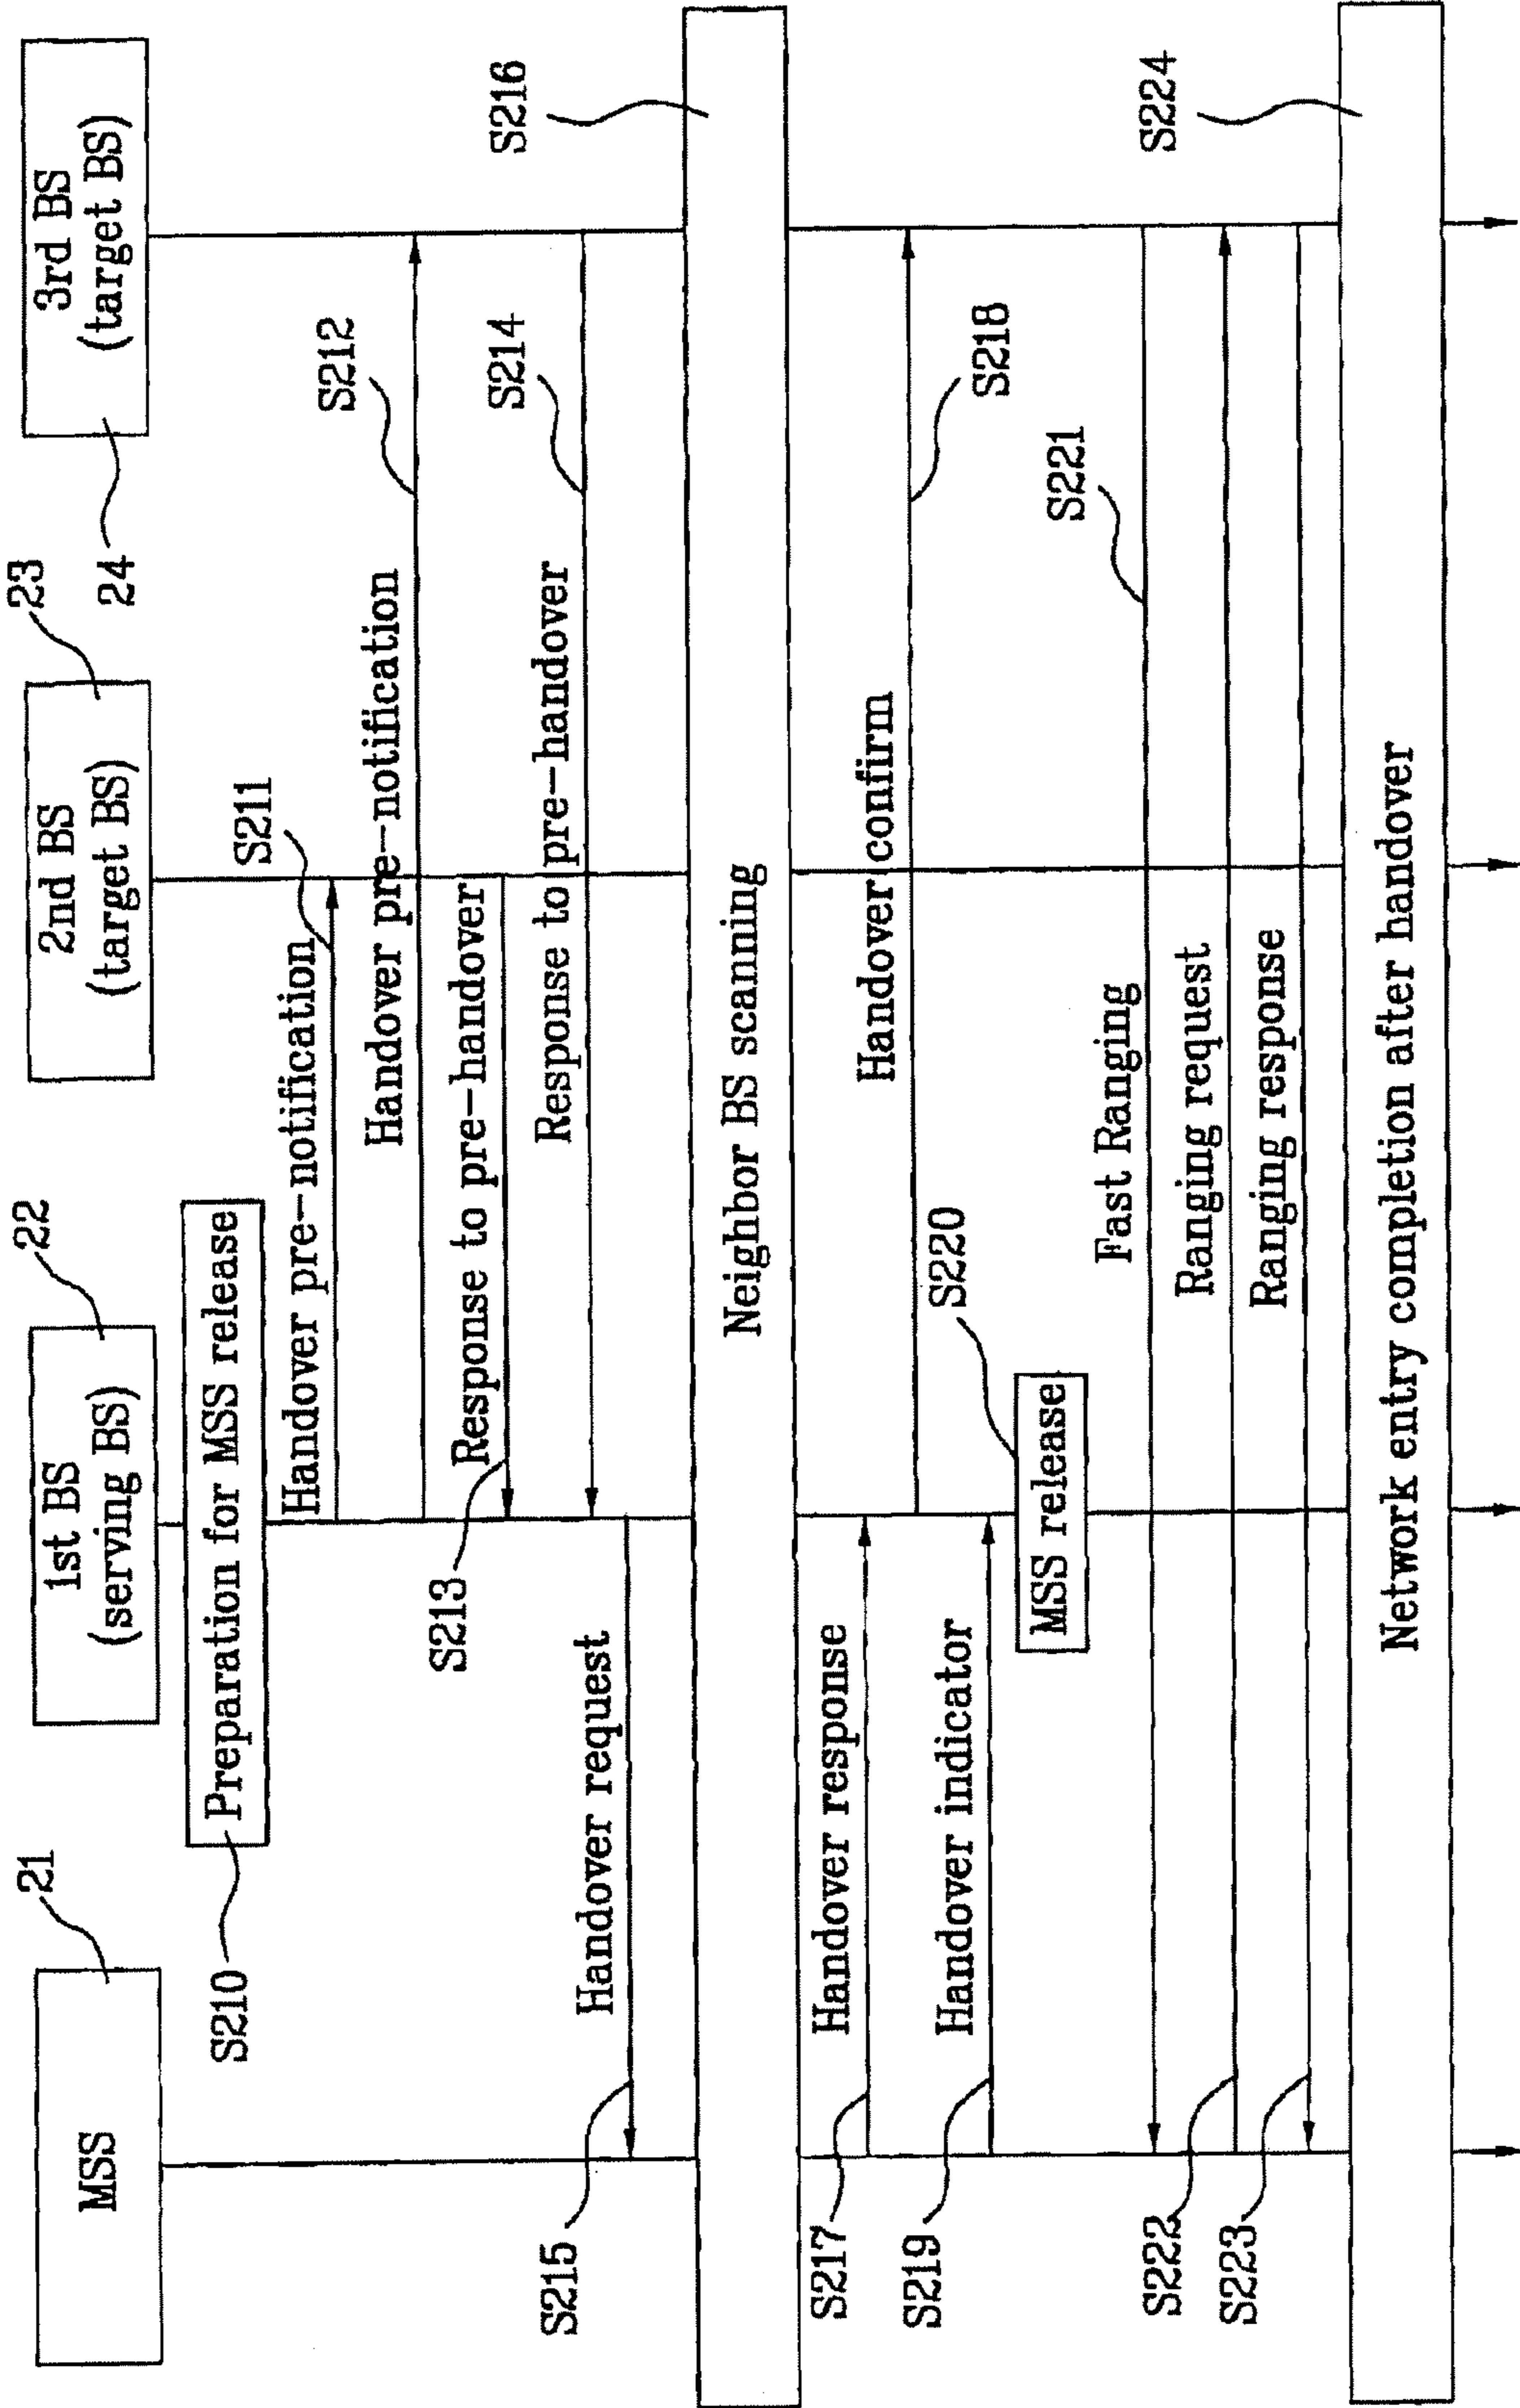 MSS
21
1st BS
(serving BS)
22
2nd BS
(target BS)
23
3rd BS
(target BS)
24
Preparation for MSS release
S210
Handover pre-notification
S211
Handover pre-notification
S212
Response to pre-handover
S213
Response to pre-handover
S214
Handover request
S215
Neighbor BS scanning
S216
Handover response
S217
Handover confirm
S218
Handover indicator
S219
MSS release
S220
Fast Ranging
S221
Ranging request
S222
Ranging response
S223
Network entry completion after handover
S224